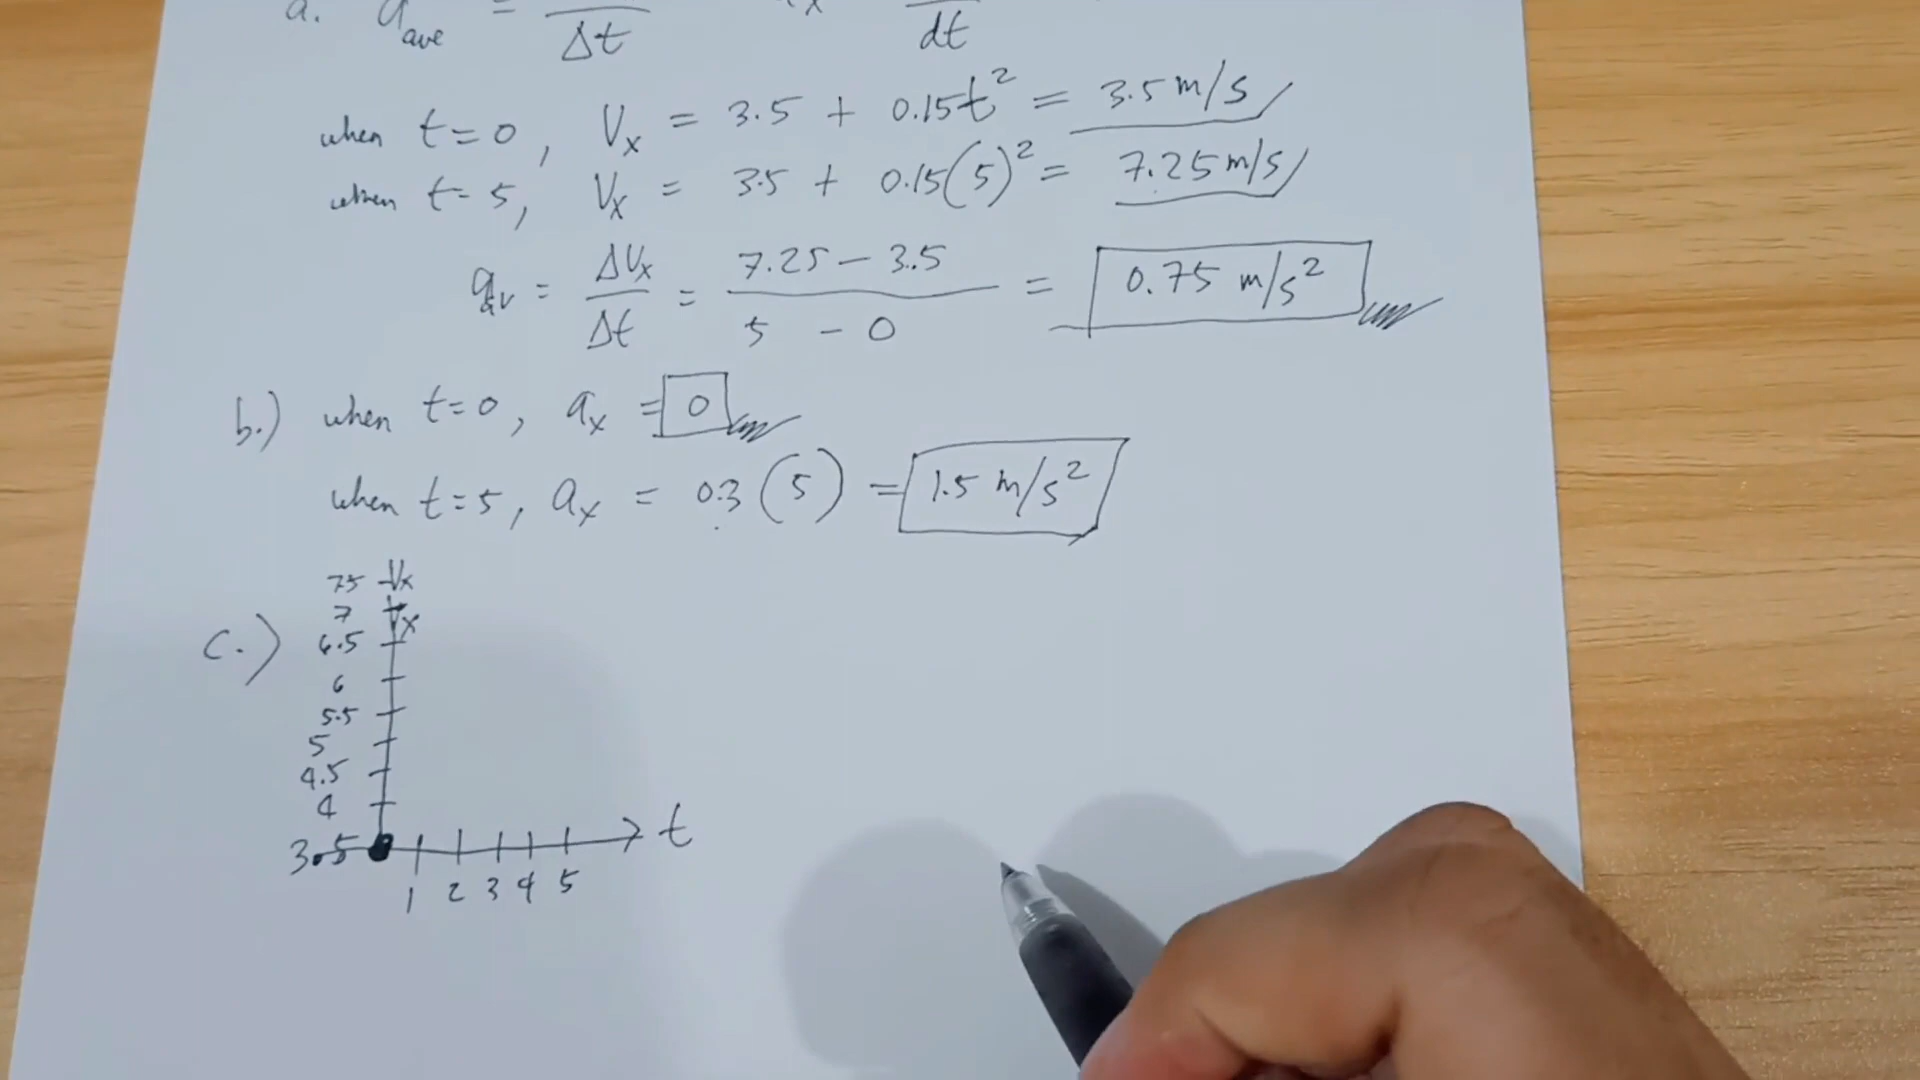 a. a ave = Δt dt
when t=0, Vx = 3.5 + 0.15t² = 3.5 m/s
when t=5, Vx = 3.5 + 0.15(5)² = 7.25 m/s
aav = ΔVx/Δt = 7.25 - 3.5 / 5 - 0 = 0.75 m/s²
b.) when t=0, ax = 0
when t=5, ax = 0.3(5) = 1.5 m/s²
7.5 Vx
7 Vx
c.) 6.5
6
5.5
5
4.5
4
3.5 t
1 2 3 4 5